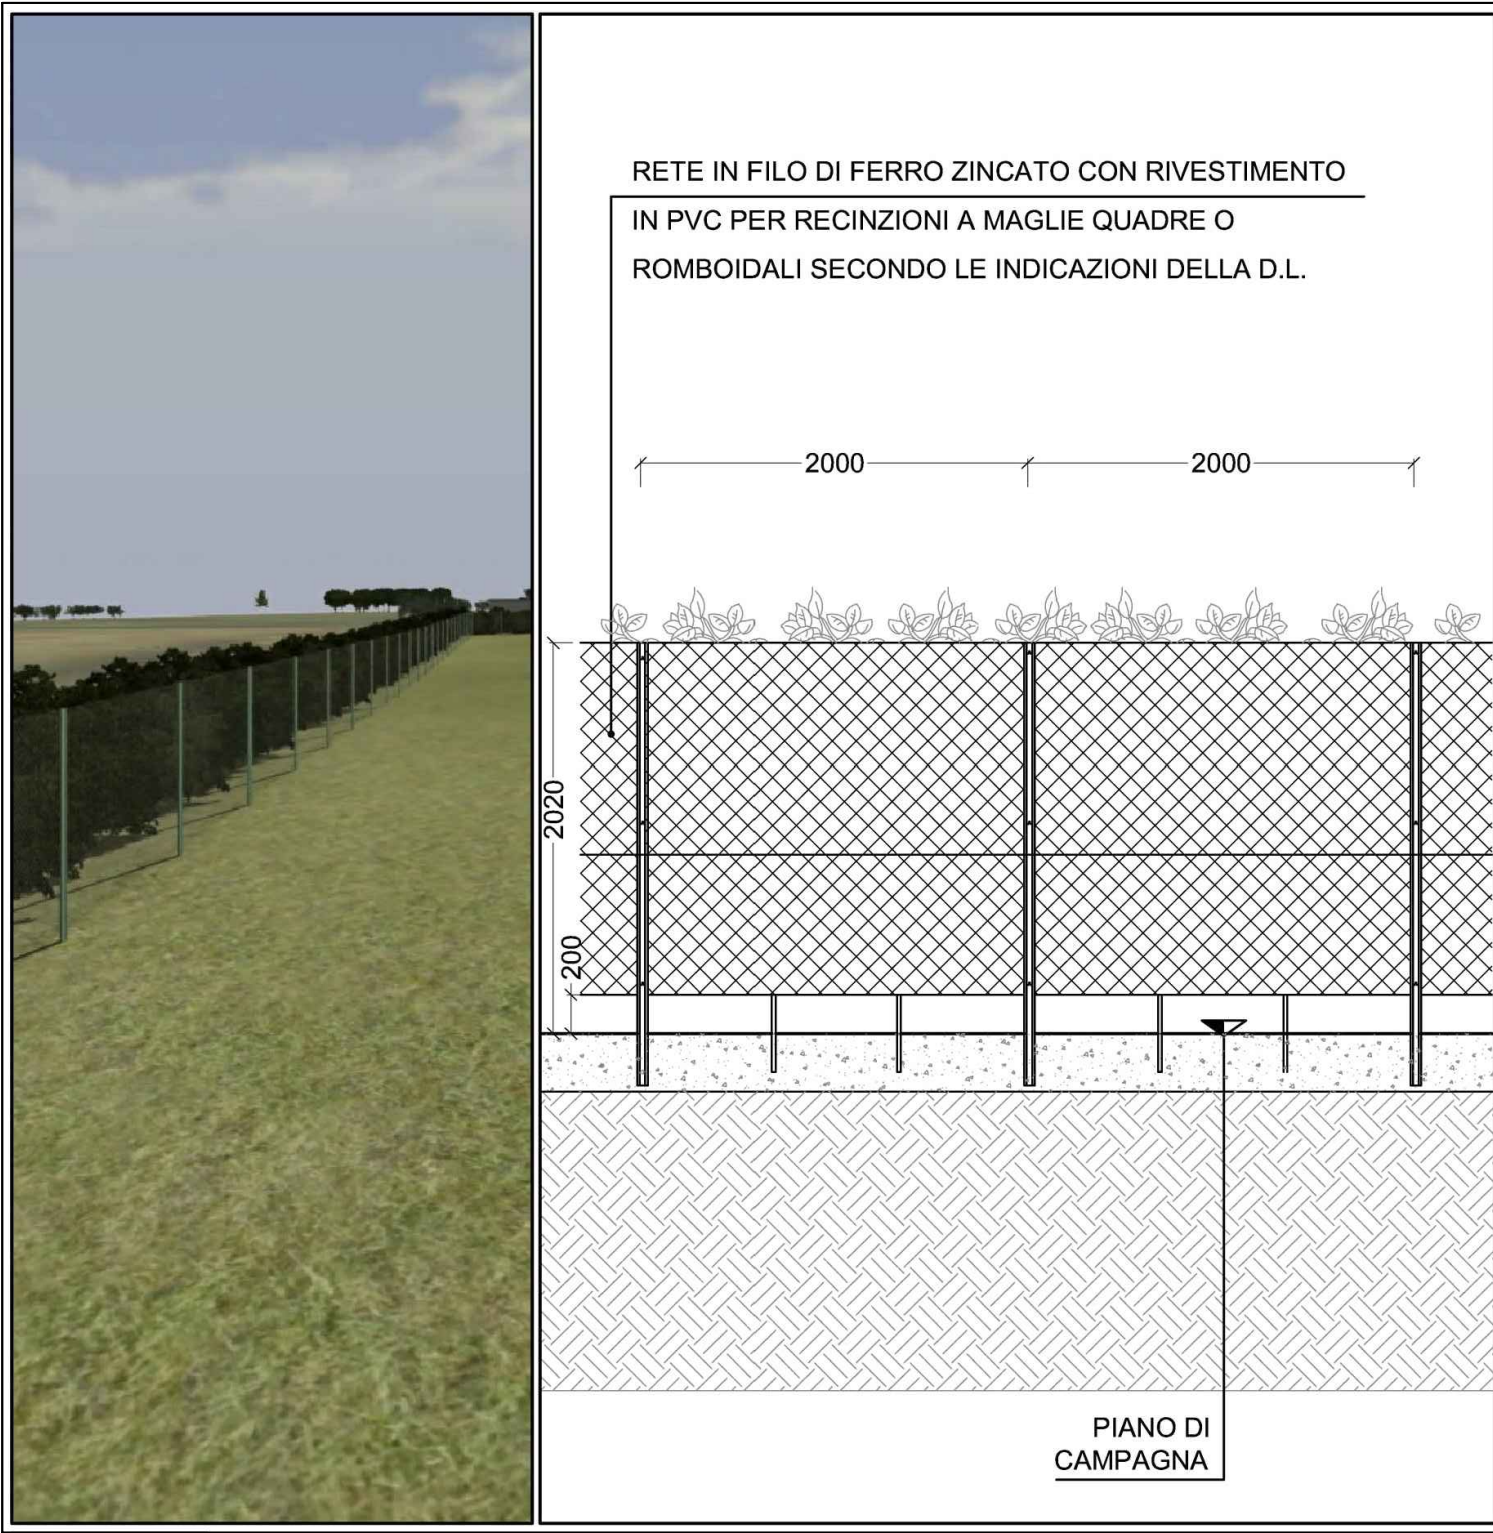 RETE IN FILO DI FERRO ZINCATO CON RIVESTIMENTO
IN PVC PER RECINZIONI A MAGLIE QUADRE O
ROMBOIDALI SECONDO LE INDICAZIONI DELLA D.L.
2000
2000
2020
200
PIANO DI
CAMPAGNA